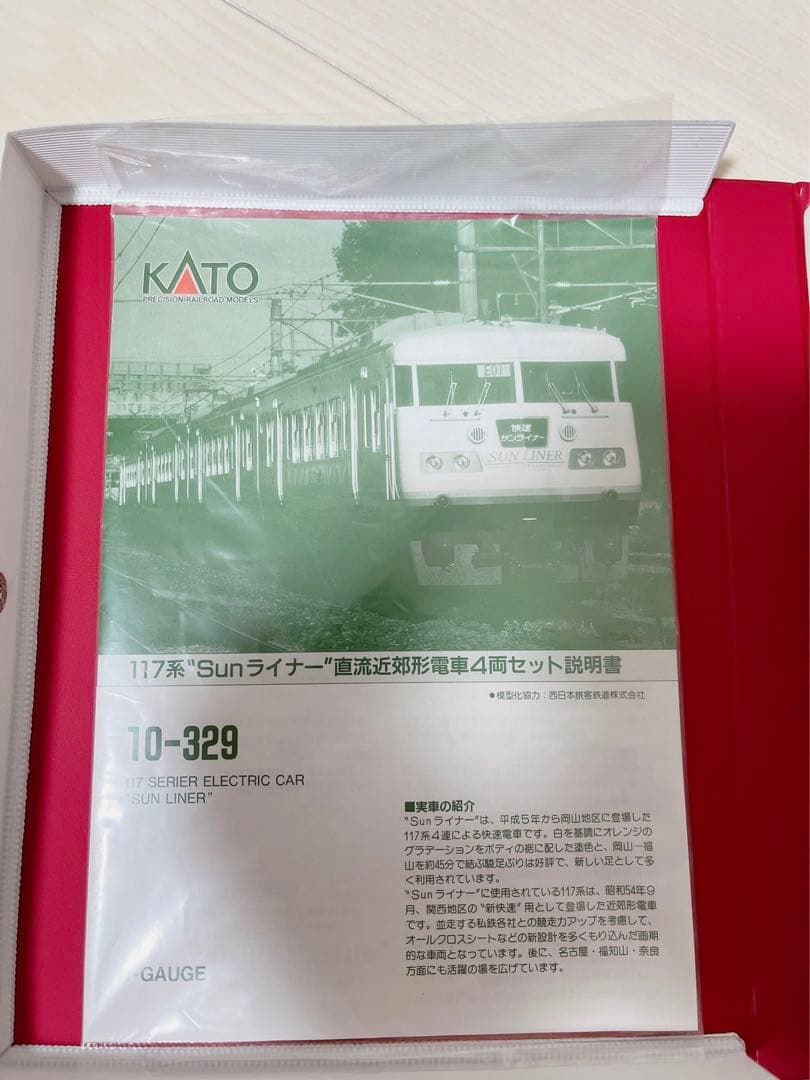 KATO
PRECISION RAILROAD MODELS
E01
快速
サンライナー
SUN LINER
117系“Sunライナー”直流近郊形電車4両セット説明書
●模型化協力：西日本旅客鉄道株式会社
10-329
117 SERIER ELECTRIC CAR
“SUN LINER”
■実車の紹介
“Sunライナー”は、平成5年から岡山地区に登場した
117系4連による快速電車です。白を基調にオレンジの
グラデーションをボディの裾に配した塗色と、岡山ー福
山を約45分で結ぶ駿足ぶりは好評で、新しい足として多
く利用されています。
“Sunライナー”に使用されている117系は、昭和54年9
月、関西地区の“新快速”用として登場した近郊形電車
です。並走する私鉄各社との競走力アップを考慮して、
オールクロスシートなどの新設計を多くもり込んだ画期
的な車両となっています。後に、名古屋・福知山・奈良
方面にも活躍の場を広げています。
-GAUGE